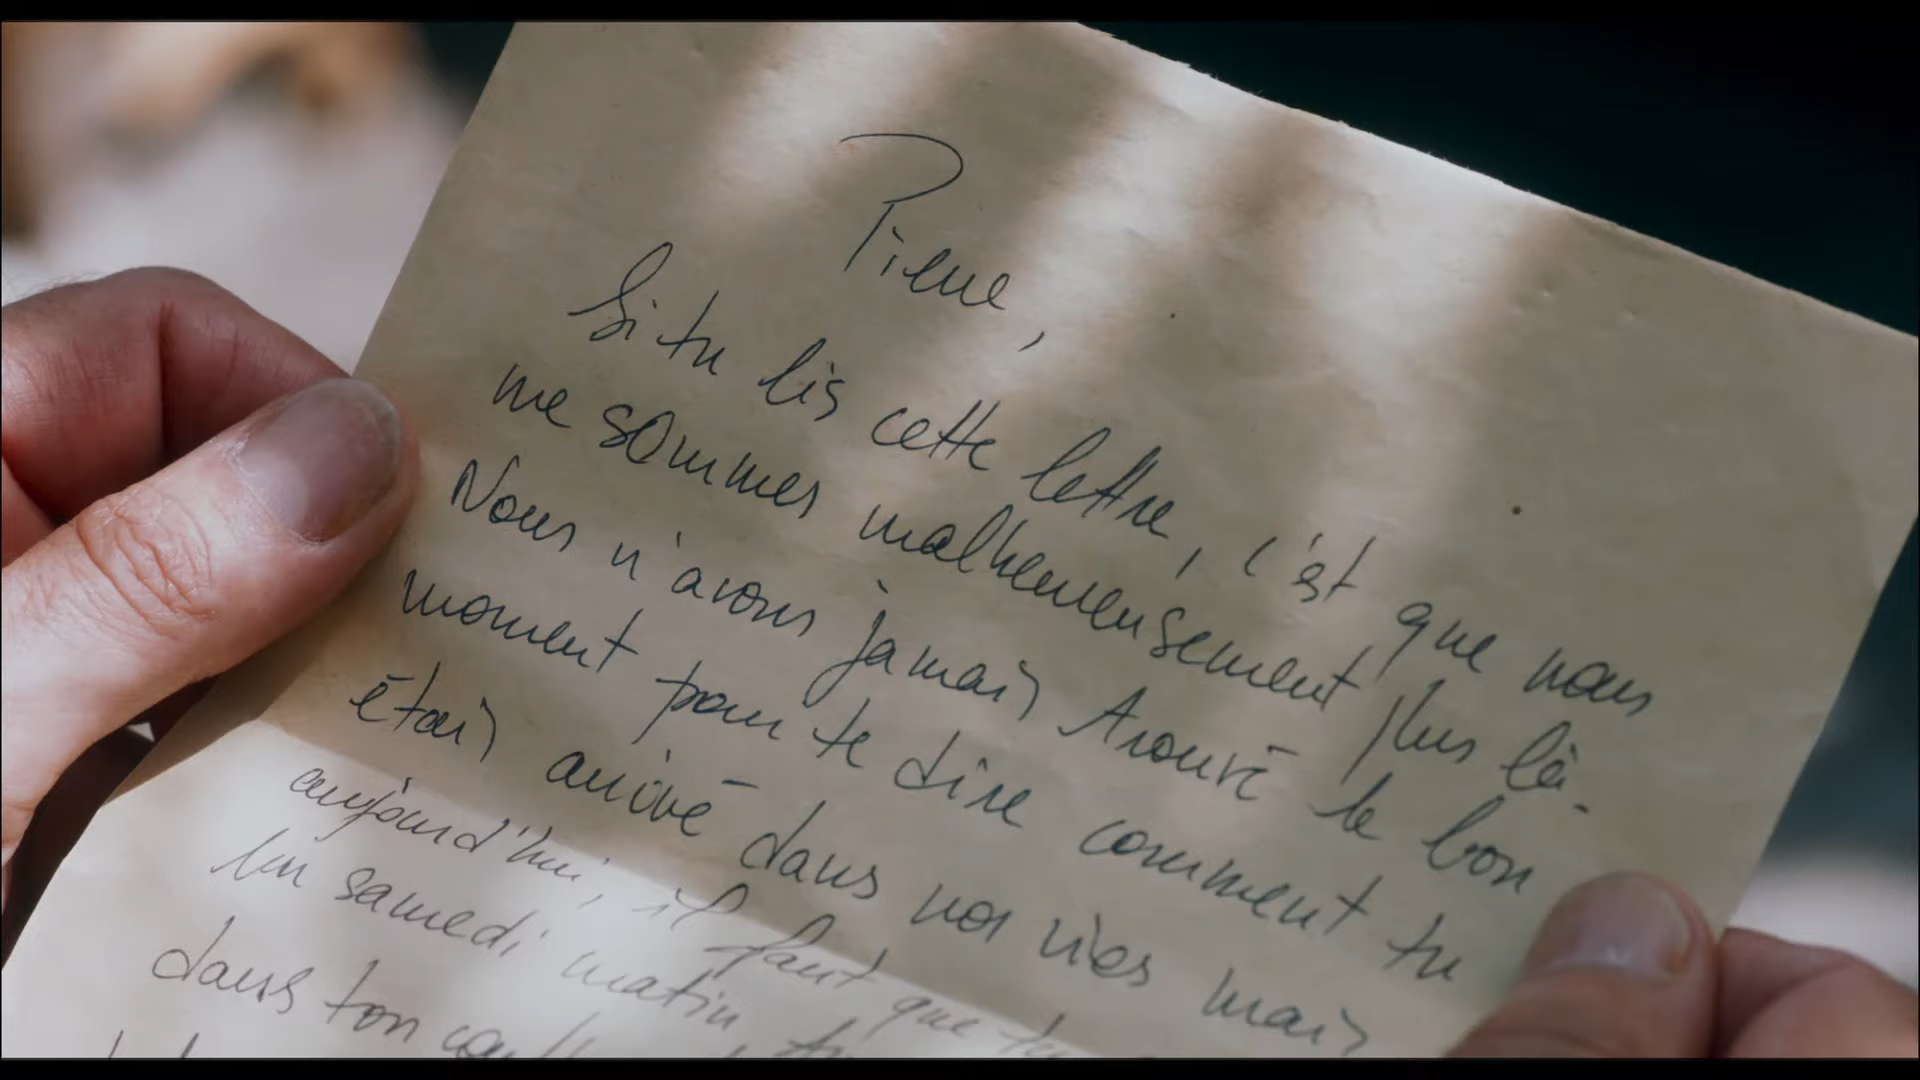 Pierre,
Si tu lis cette lettre, c'est que nous
ne sommes malheureusement plus là.
Nous n'avons jamais trouvé le bon
moment pour te dire comment tu
étais arrivé dans nos vies mais
aujourd'hui, il faut que tu
Un samedi matin,
dans ton